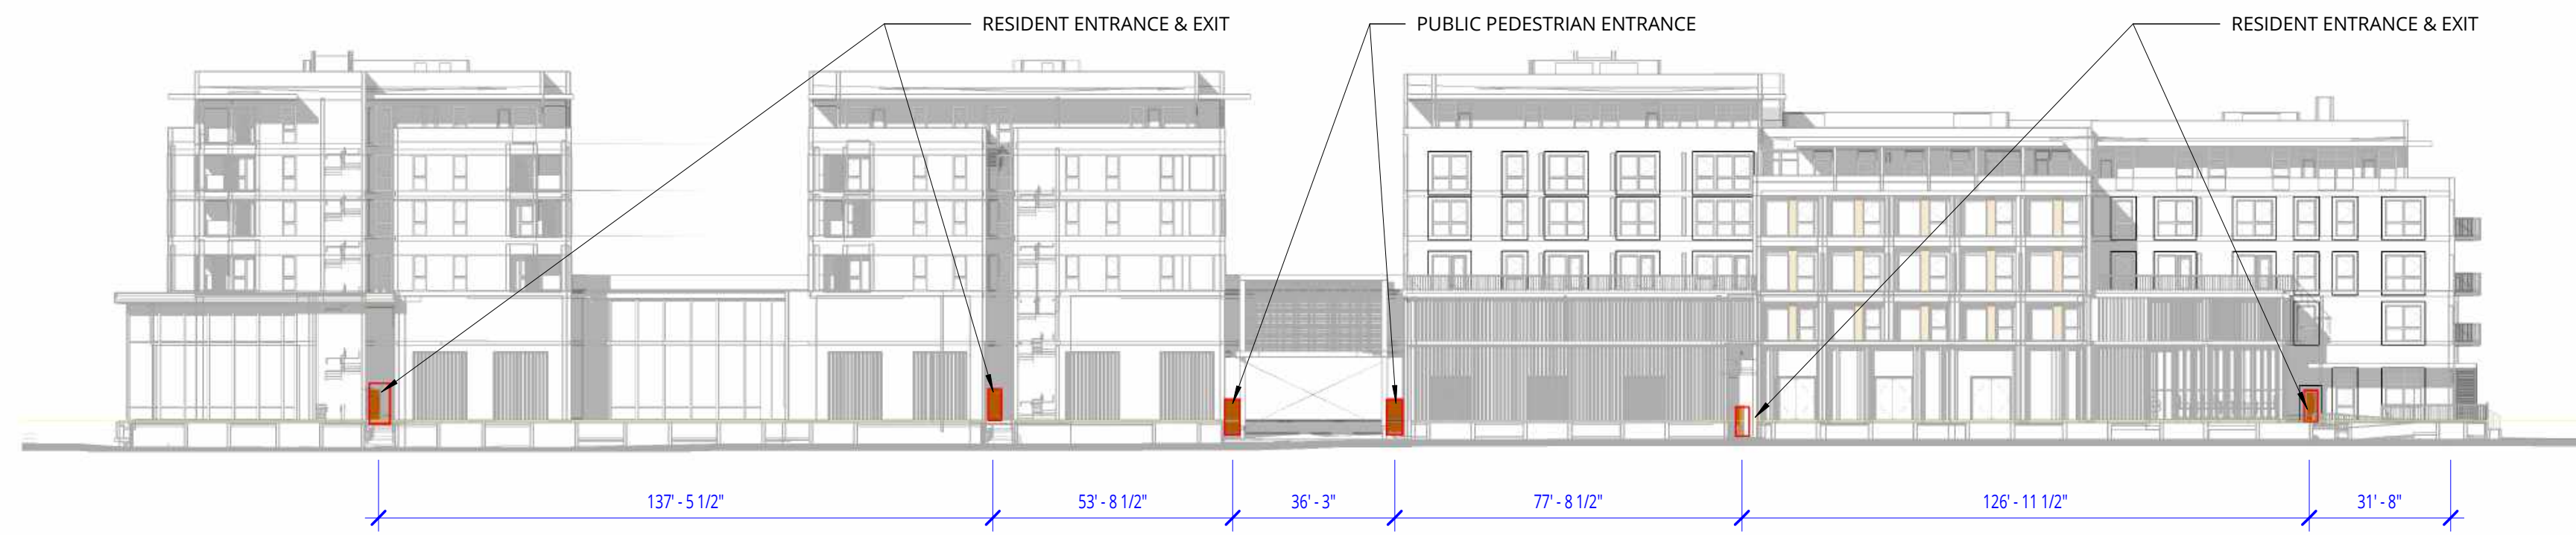 RESIDENT ENTRANCE & EXIT
PUBLIC PEDESTRIAN ENTRANCE
RESIDENT ENTRANCE & EXIT
137' - 5 1/2"
53' - 8 1/2"
36' - 3"
77' - 8 1/2"
126' - 11 1/2"
31' - 8"